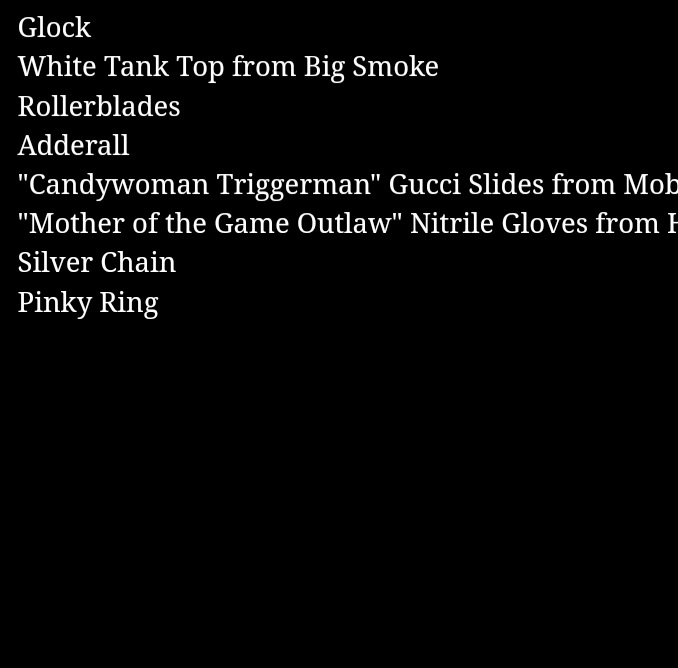 Glock
White Tank Top from Big Smoke
Rollerblades
Adderall
"Candywoman Triggerman" Gucci Slides from Mob
"Mother of the Game Outlaw" Nitrile Gloves from
Silver Chain
Pinky Ring